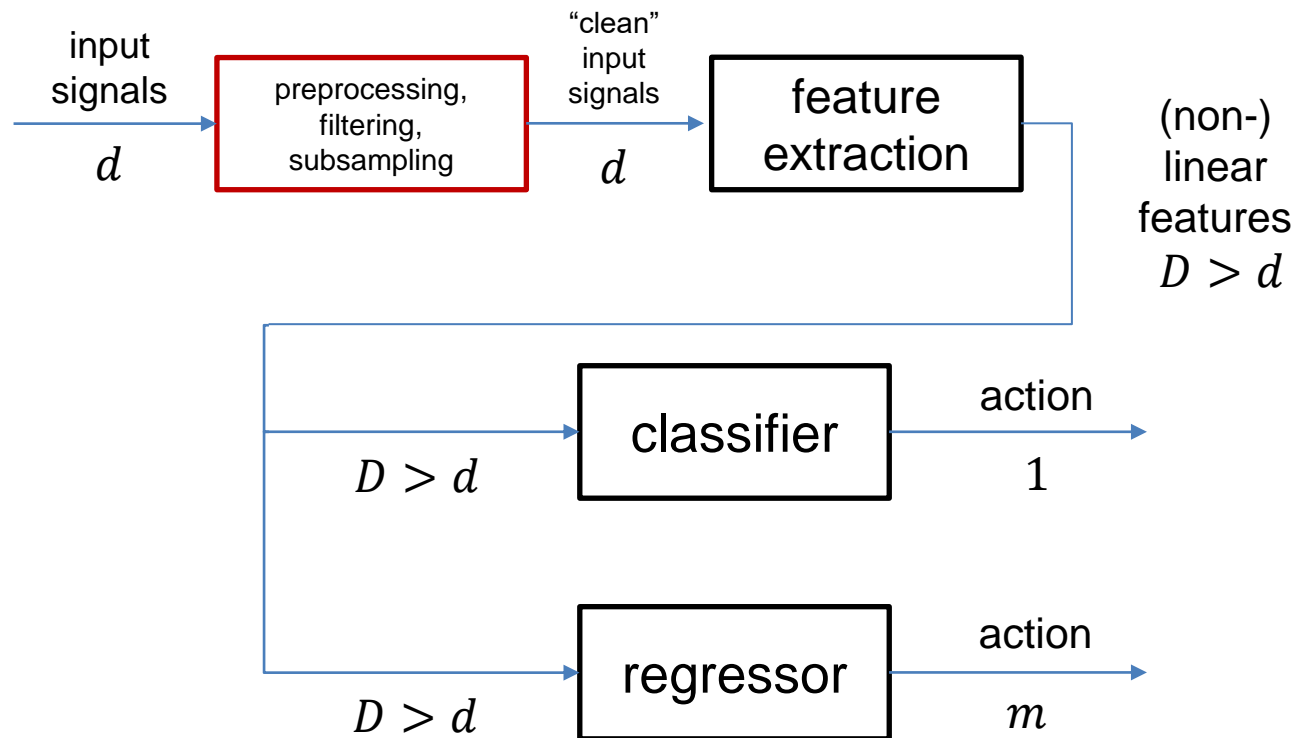 input
signals
d
preprocessing,
filtering,
subsampling
“clean”
input
signals
d
feature
extraction
(non-)
linear
features
D > d
D > d
classifier
action
1
D > d
regressor
action
m